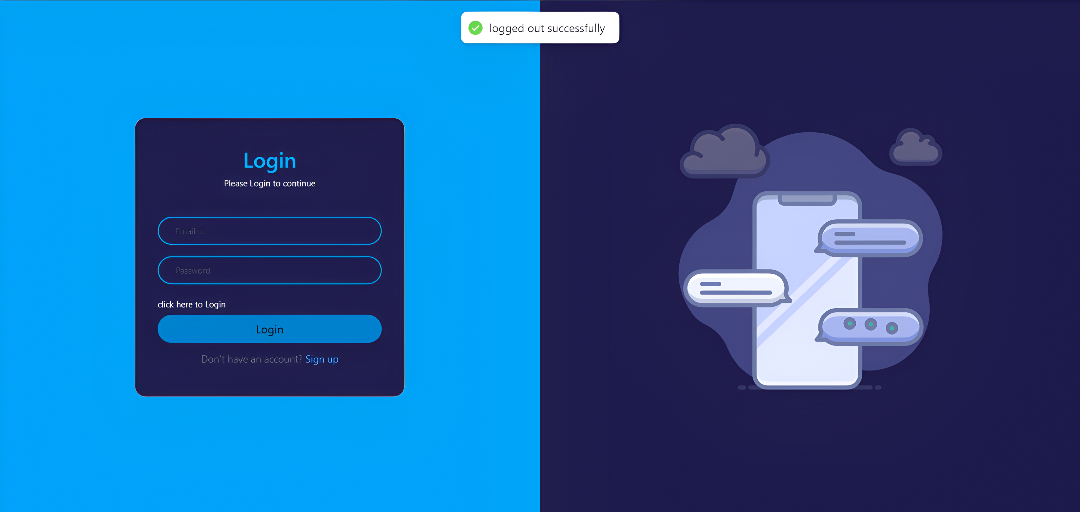 logged out successfully
Login
Please Login to continue
Email...
Password
click here to Login
Login
Don't have an account? Sign up